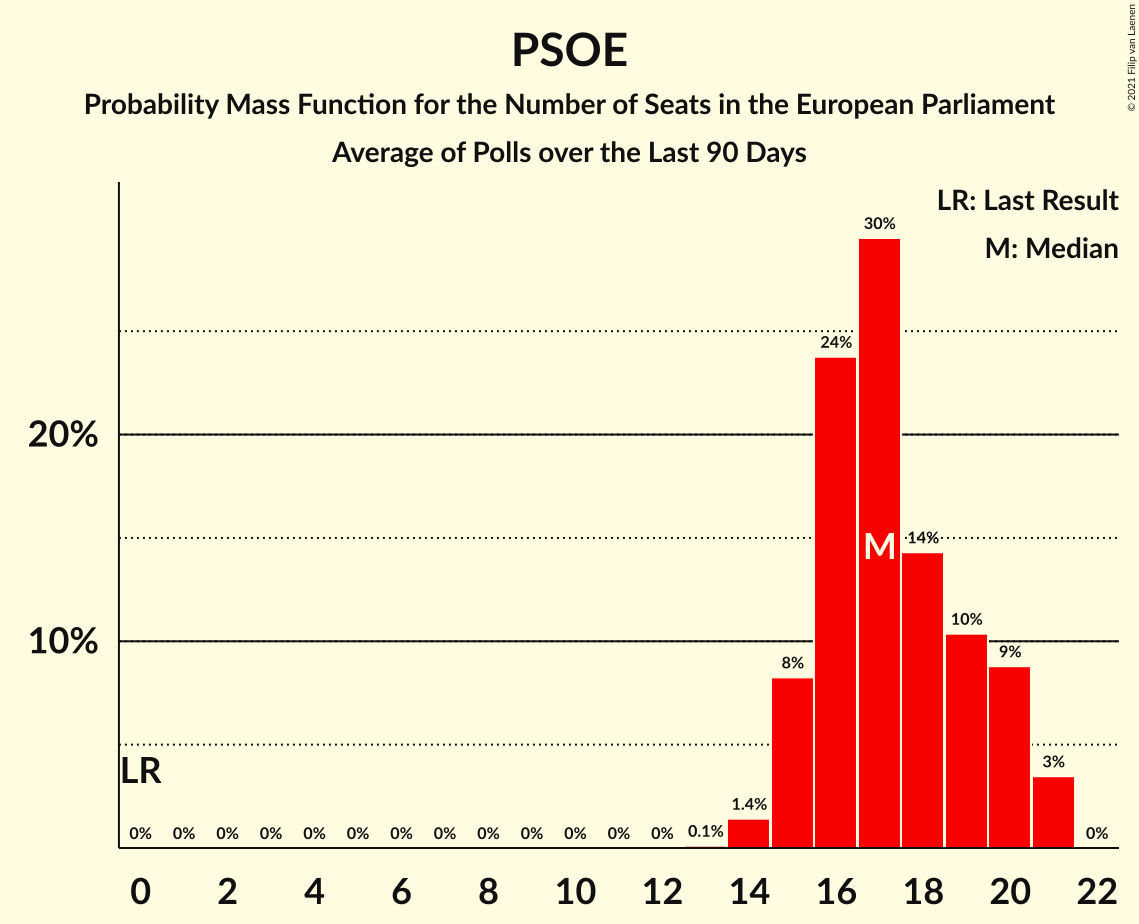 PSOE
Probability Mass Function for the Number of Seats in the European Parliament
Average of Polls over the Last 90 Days
© 2021 Filip van Laenen
LR: Last Result
M: Median
30%
24%
20%
M
14%
10%
10%
9%
8%
LR
3%
1.4%
0% 0% 0% 0% 0% 0% 0% 0% 0% 0% 0% 0% 0% 0.1% 0%
0 2 4 6 8 10 12 14 16 18 20 22